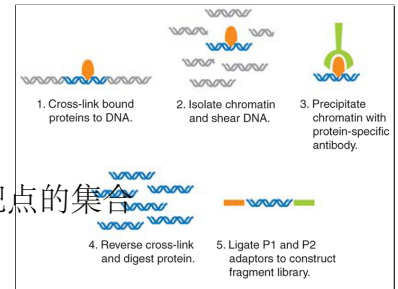 1. Cross-link bound
proteins to DNA.
2. Isolate chromatin
and shear DNA.
3. Precipitate
chromatin with
protein-specific
antibody.
点的集合
4. Reverse cross-link
and digest protein.
5. Ligate P1 and P2
adaptors to construct
fragment library.